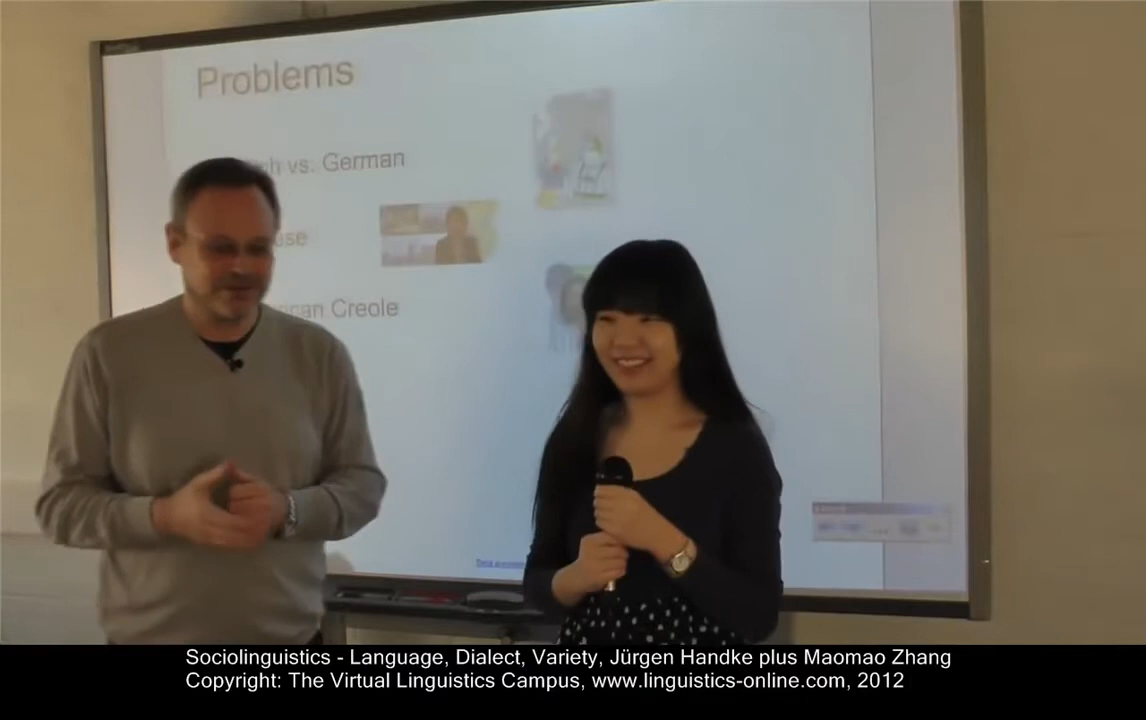 Problems
vs. German
Creole
Sociolinguistics - Language, Dialect, Variety, Jürgen Handke plus Maomao Zhang
Copyright: The Virtual Linguistics Campus, www.linguistics-online.com, 2012